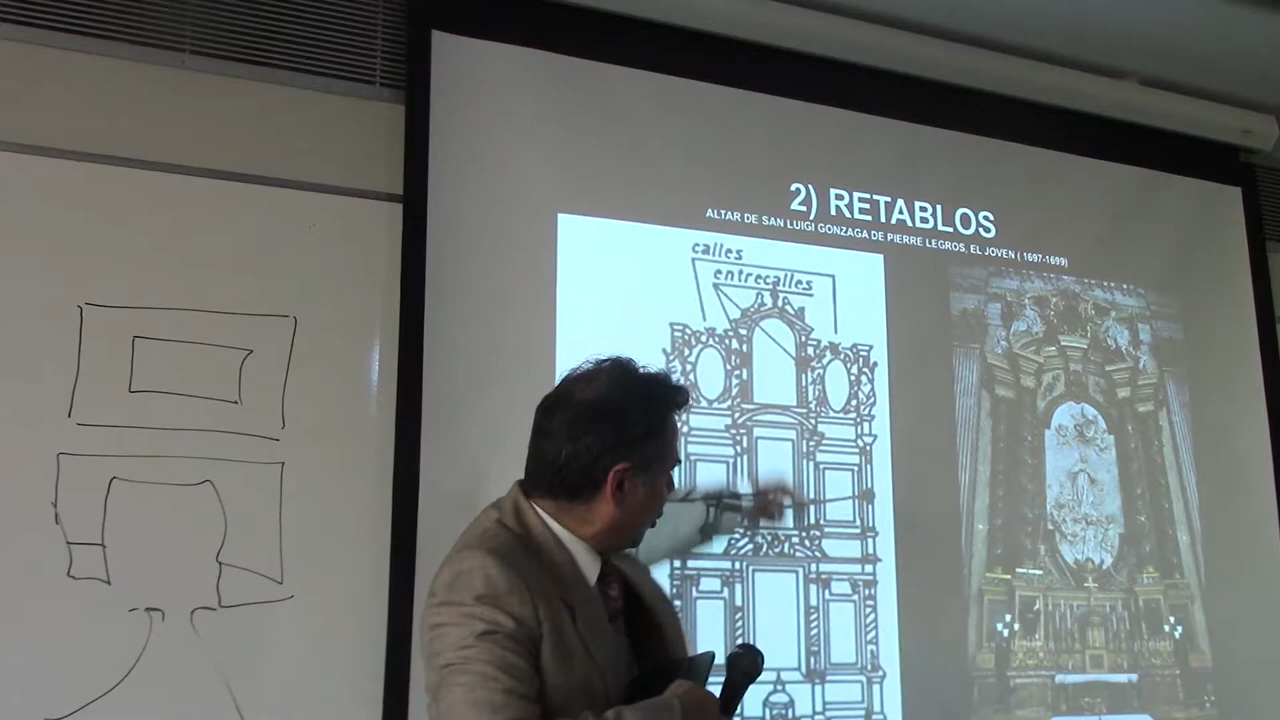 2) RETABLOS
ALTAR DE SAN LUIGI GONZAGA DE PIERRE LEGROS, EL JOVEN ( 1697-1699)
calles
entrecalles